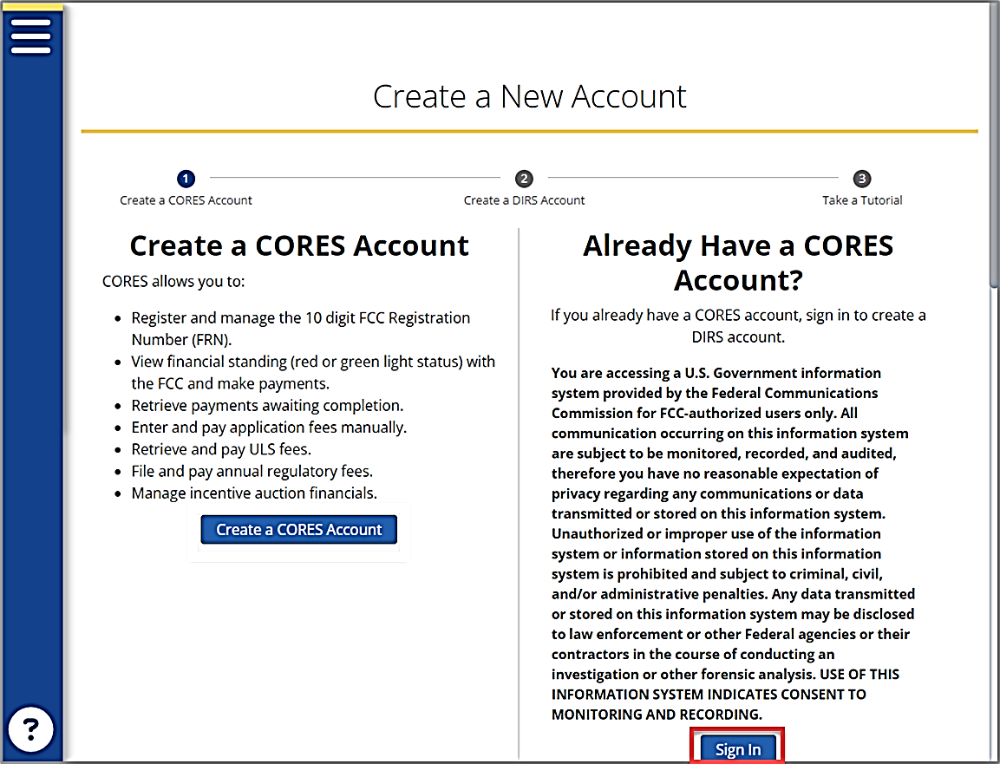 Create a New Account
1
2
3
Create a CORES Account
Create a DIRS Account
Take a Tutorial
Create a CORES Account
CORES allows you to:
Register and manage the 10 digit FCC Registration
Number (FRN).
View financial standing (red or green light status) with
the FCC and make payments.
Retrieve payments awaiting completion.
Enter and pay application fees manually.
Retrieve and pay ULS fees.
File and pay annual regulatory fees.
Manage incentive auction financials.
Create a CORES Account
Already Have a CORES
Account?
If you already have a CORES account, sign in to create a
DIRS account.
You are accessing a U.S. Government information
system provided by the Federal Communications
Commission for FCC-authorized users only. All
communication occurring on this information system
are subject to be monitored, recorded, and audited,
therefore you have no reasonable expectation of
privacy regarding any communications or data
transmitted or stored on this information system.
Unauthorized or improper use of the information
system or information stored on this information
system is prohibited and subject to criminal, civil,
and/or administrative penalties. Any data transmitted
or stored on this information system may be disclosed
to law enforcement or other Federal agencies or their
contractors in the course of conducting an
investigation or other forensic analysis. USE OF THIS
INFORMATION SYSTEM INDICATES CONSENT TO
MONITORING AND RECORDING.
Sign In
?